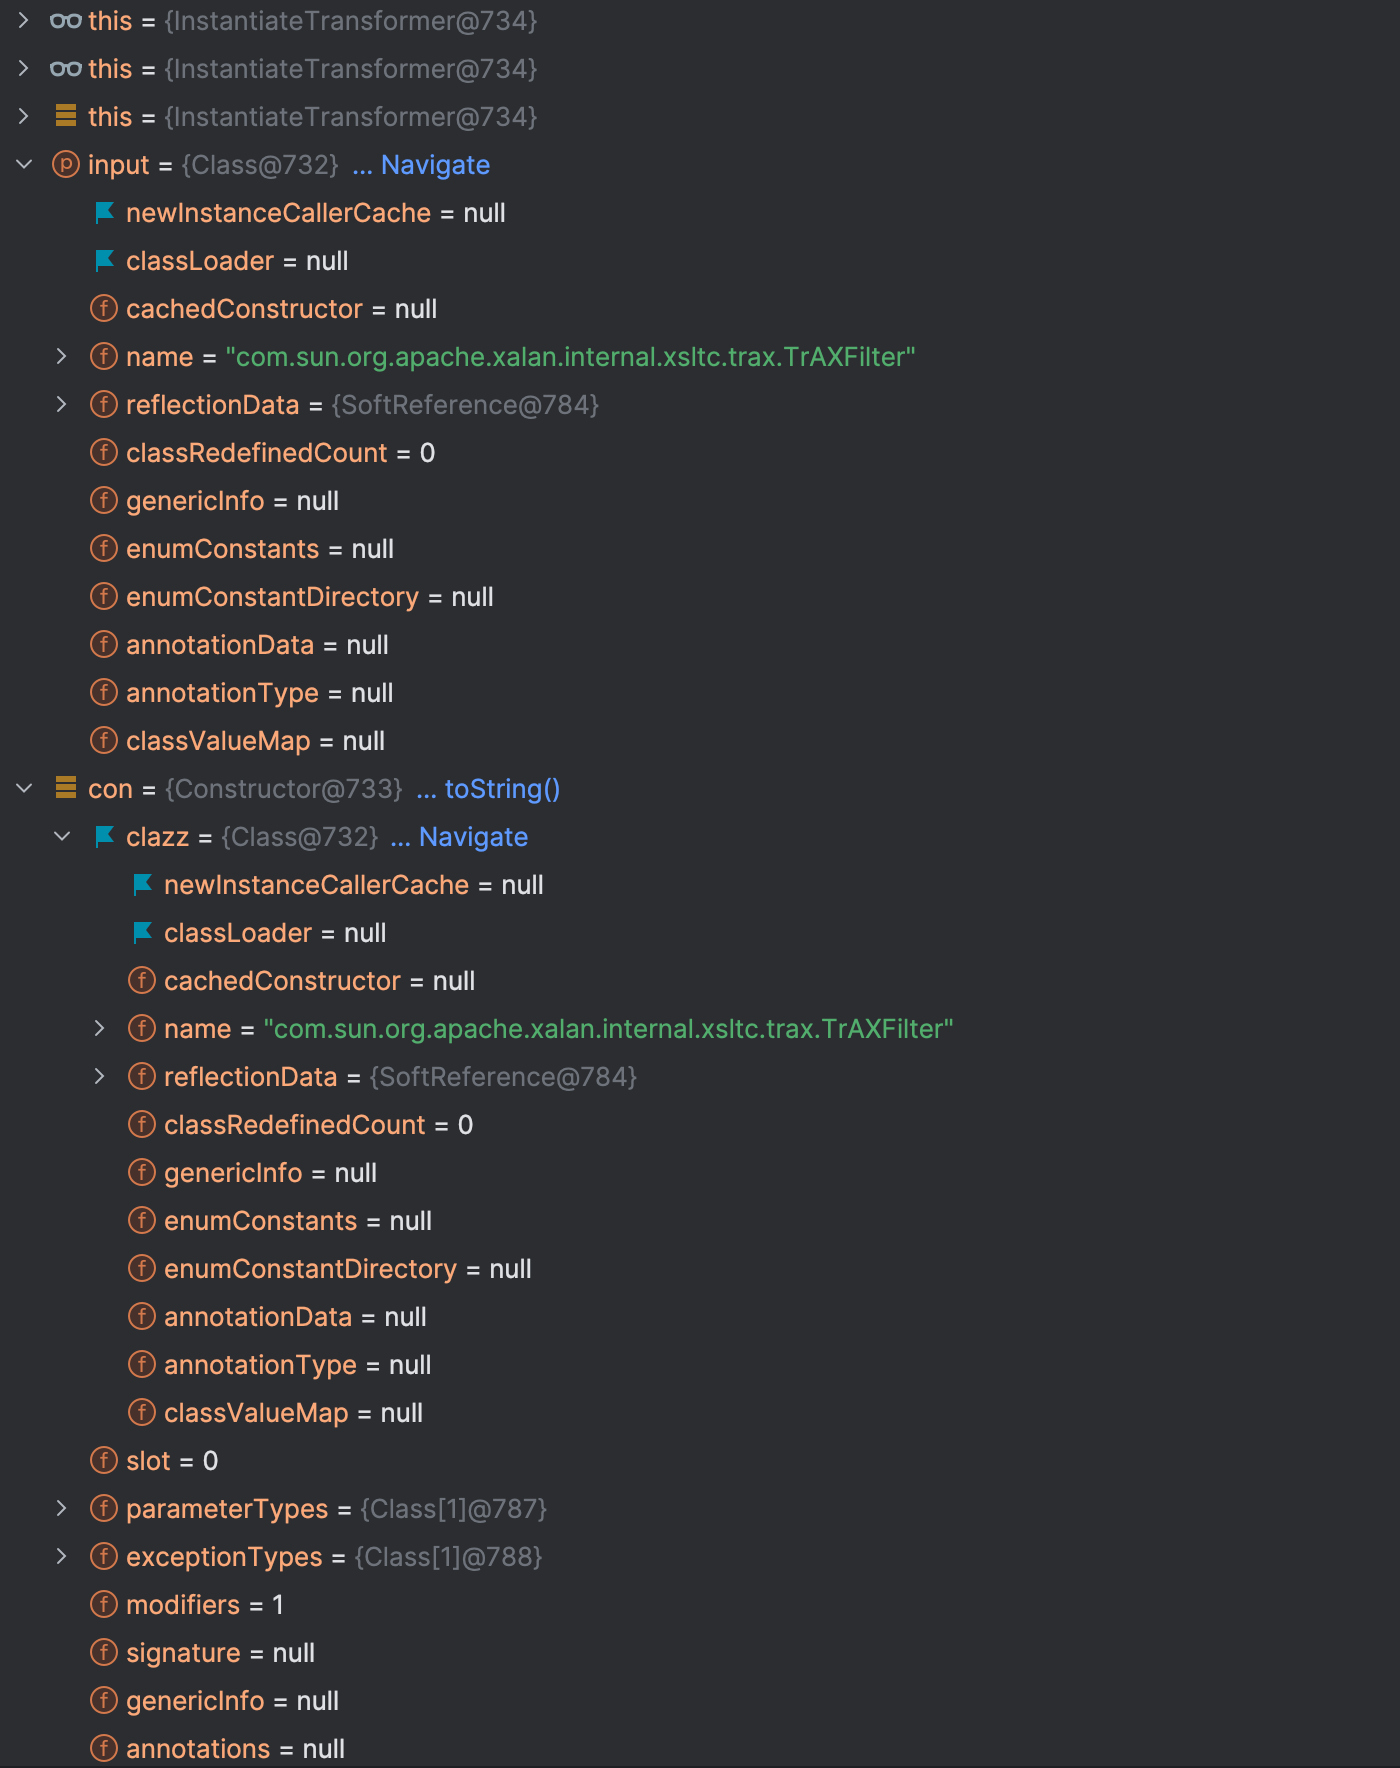 this = {InstantiateTransformer@734}
this = {InstantiateTransformer@734}
this = {InstantiateTransformer@734}
p input = {Class@732} ... Navigate
newInstanceCallerCache = null
classLoader = null
f cachedConstructor = null
f name = "com.sun.org.apache.xalan.internal.xsltc.trax.TrAXFilter"
f reflectionData = {SoftReference@784}
f classRedefinedCount = 0
f genericInfo = null
f enumConstants = null
f enumConstantDirectory = null
f annotationData = null
f annotationType = null
f classValueMap = null
con = {Constructor@733} ... toString()
clazz = {Class@732} ... Navigate
newInstanceCallerCache = null
classLoader = null
f cachedConstructor = null
f name = "com.sun.org.apache.xalan.internal.xsltc.trax.TrAXFilter"
f reflectionData = {SoftReference@784}
f classRedefinedCount = 0
f genericInfo = null
f enumConstants = null
f enumConstantDirectory = null
f annotationData = null
f annotationType = null
f classValueMap = null
f slot = 0
f parameterTypes = {Class[1]@787}
f exceptionTypes = {Class[1]@788}
f modifiers = 1
f signature = null
f genericInfo = null
f annotations = null